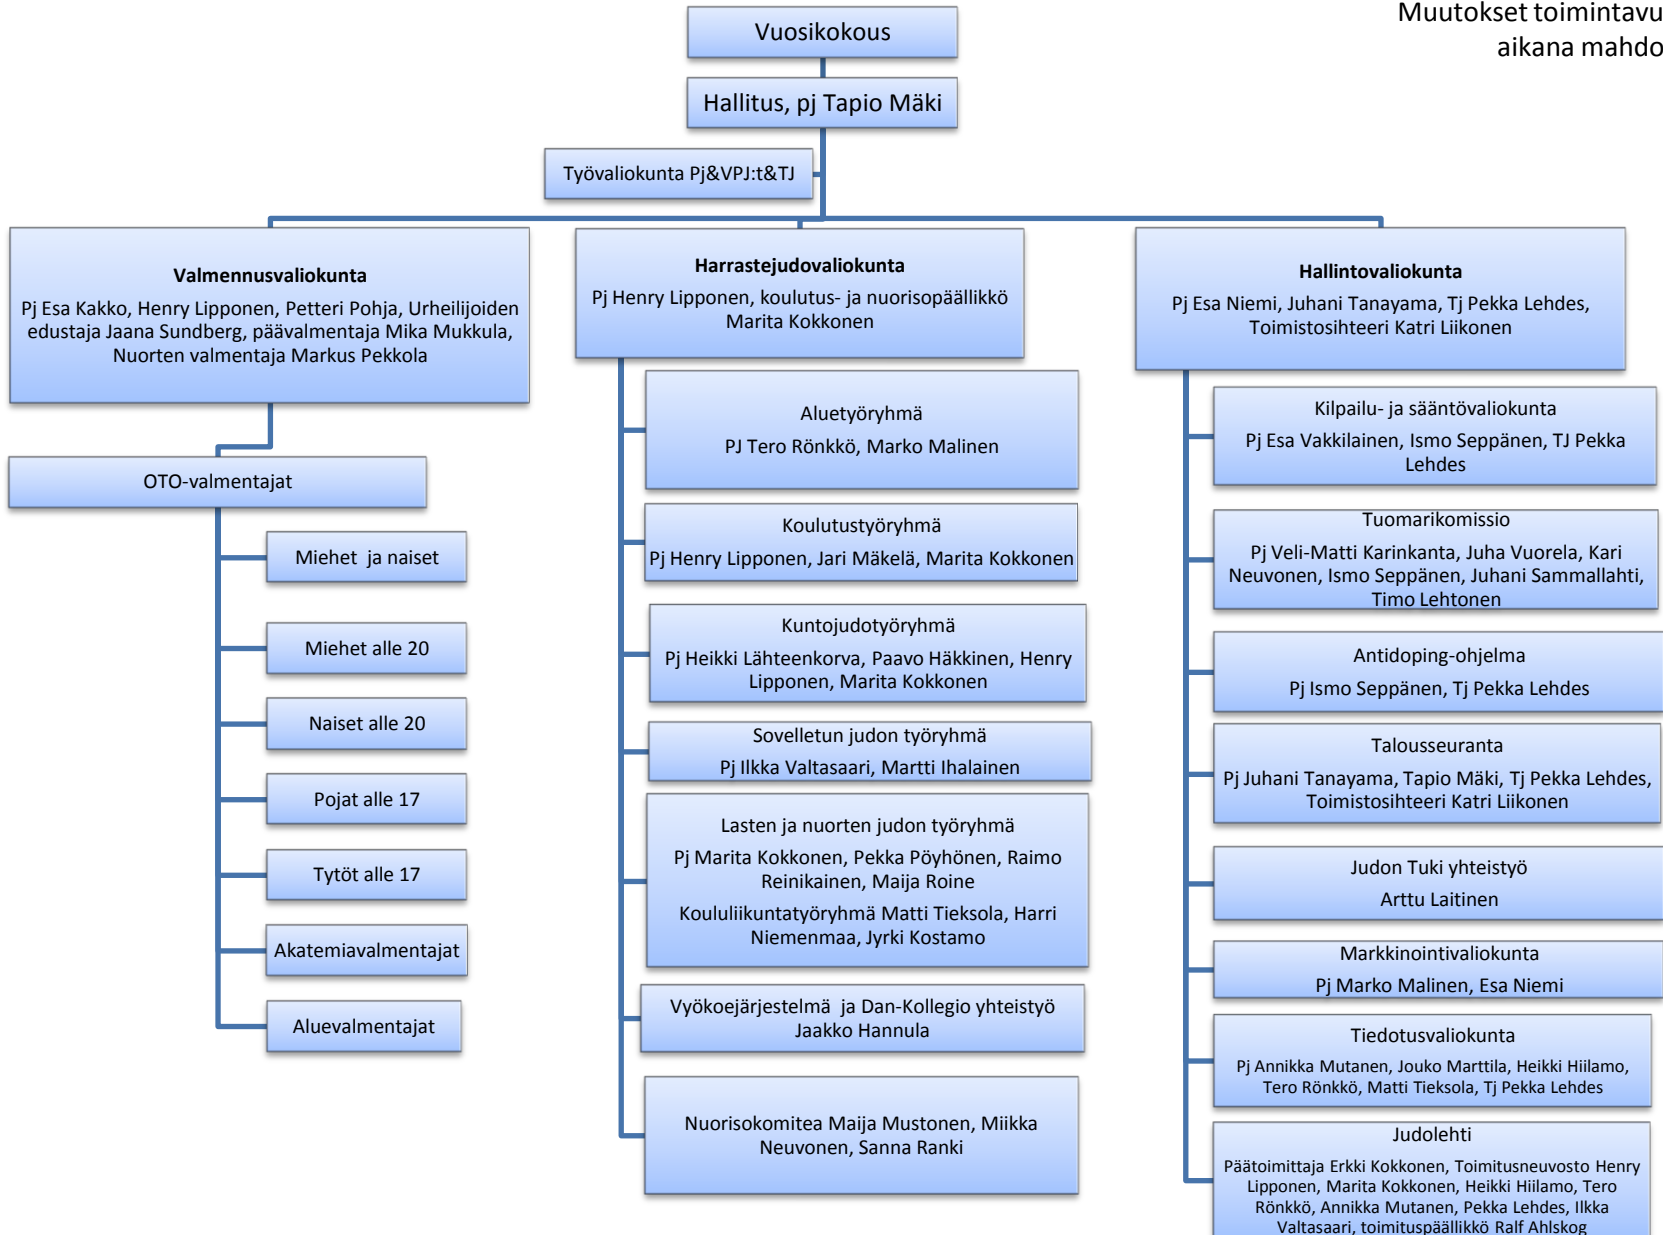 Muutokset toimintavu
aikana mahdo
Vuosikokous
Hallitus, pj Tapio Mäki
Työvaliokunta Pj&VPJ:t&TJ
Valmennusvaliokunta
Pj Esa Kakko, Henry Lipponen, Petteri Pohja, Urheilijoiden
edustaja Jaana Sundberg, päävalmentaja Mika Mukkula,
Nuorten valmentaja Markus Pekkola
OTO-valmentajat
Miehet ja naiset
Miehet alle 20
Naiset alle 20
Pojat alle 17
Tytöt alle 17
Akatemiavalmentajat
Aluevalmentajat
Harrastejudovaliokunta
Pj Henry Lipponen, koulutus- ja nuorisopäällikkö
Marita Kokkonen
Aluetyöryhmä
PJ Tero Rönkkö, Marko Malinen
Koulutustyöryhmä
Pj Henry Lipponen, Jari Mäkelä, Marita Kokkonen
Kuntojudotyöryhmä
Pj Heikki Lähteenkorva, Paavo Häkkinen, Henry
Lipponen, Marita Kokkonen
Sovelletun judon työryhmä
Pj Ilkka Valtasaari, Martti Ihalainen
Lasten ja nuorten judon työryhmä
Pj Marita Kokkonen, Pekka Pöyhönen, Raimo
Reinikainen, Maija Roine
Koululiikuntatyöryhmä Matti Tieksola, Harri
Niemenmaa, Jyrki Kostamo
Vyökoejärjestelmä ja Dan-Kollegio yhteistyö
Jaakko Hannula
Nuorisokomitea Maija Mustonen, Miikka
Neuvonen, Sanna Ranki
Hallintovaliokunta
Pj Esa Niemi, Juhani Tanayama, Tj Pekka Lehdes,
Toimistosihteeri Katri Liikonen
Kilpailu- ja sääntövaliokunta
Pj Esa Vakkilainen, Ismo Seppänen, TJ Pekka
Lehdes
Tuomarikomissio
Pj Veli-Matti Karinkanta, Juha Vuorela, Kari
Neuvonen, Ismo Seppänen, Juhani Sammallahti,
Timo Lehtonen
Antidoping-ohjelma
Pj Ismo Seppänen, Tj Pekka Lehdes
Talousseuranta
Pj Juhani Tanayama, Tapio Mäki, Tj Pekka Lehdes,
Toimistosihteeri Katri Liikonen
Judon Tuki yhteistyö
Arttu Laitinen
Markkinointivaliokunta
Pj Marko Malinen, Esa Niemi
Tiedotusvaliokunta
Pj Annikka Mutanen, Jouko Marttila, Heikki Hiilamo,
Tero Rönkkö, Matti Tieksola, Tj Pekka Lehdes
Judolehti
Päätoimittaja Erkki Kokkonen, Toimitusneuvosto Henry
Lipponen, Marita Kokkonen, Heikki Hiilamo, Tero
Rönkkö, Annikka Mutanen, Pekka Lehdes, Ilkka
Valtasaari, toimituspäällikkö Ralf Ahlskog